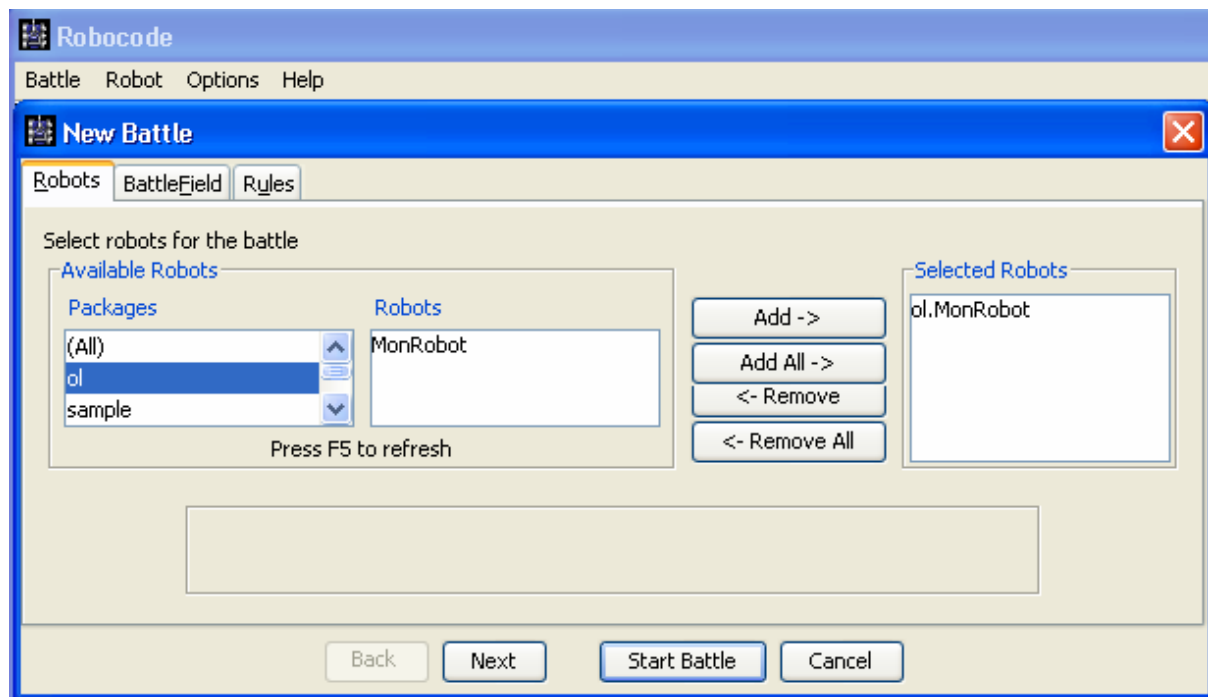 Robocode
Battle Robot Options Help
New Battle
Robots BattleField Rules
Select robots for the battle
Available Robots
Selected Robots
Packages
Robots
(All)
ol
sample
MonRobot
Press F5 to refresh
Add ->
Add All ->
<- Remove
<- Remove All
ol.MonRobot
Back Next Start Battle Cancel